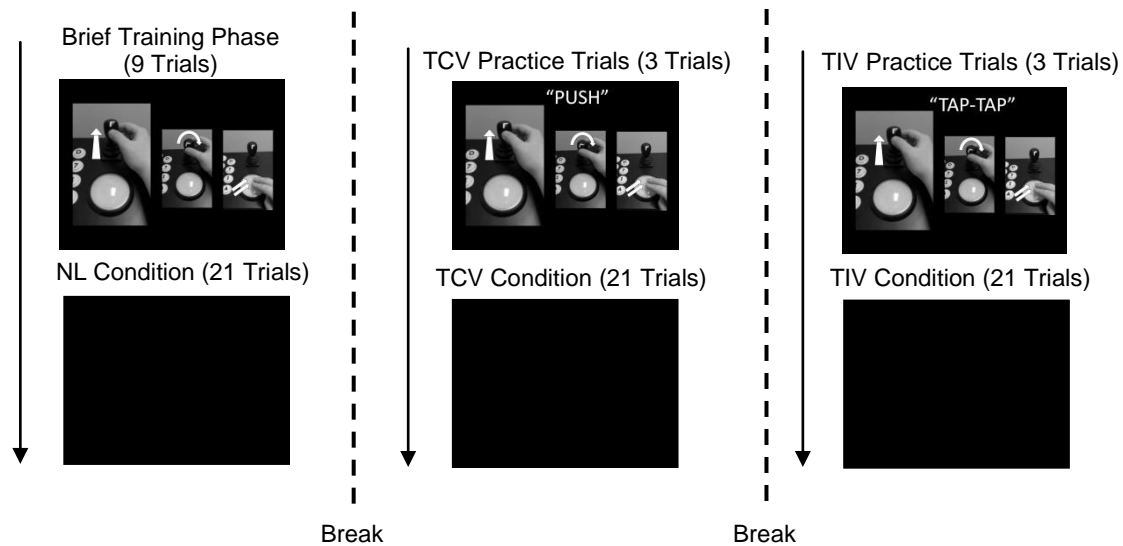 Brief Training Phase
(9 Trials)
NL Condition (21 Trials)
TCV Practice Trials (3 Trials)
"PUSH"
TCV Condition (21 Trials)
TIV Practice Trials (3 Trials)
"TAP-TAP"
TIV Condition (21 Trials)
Break
Break